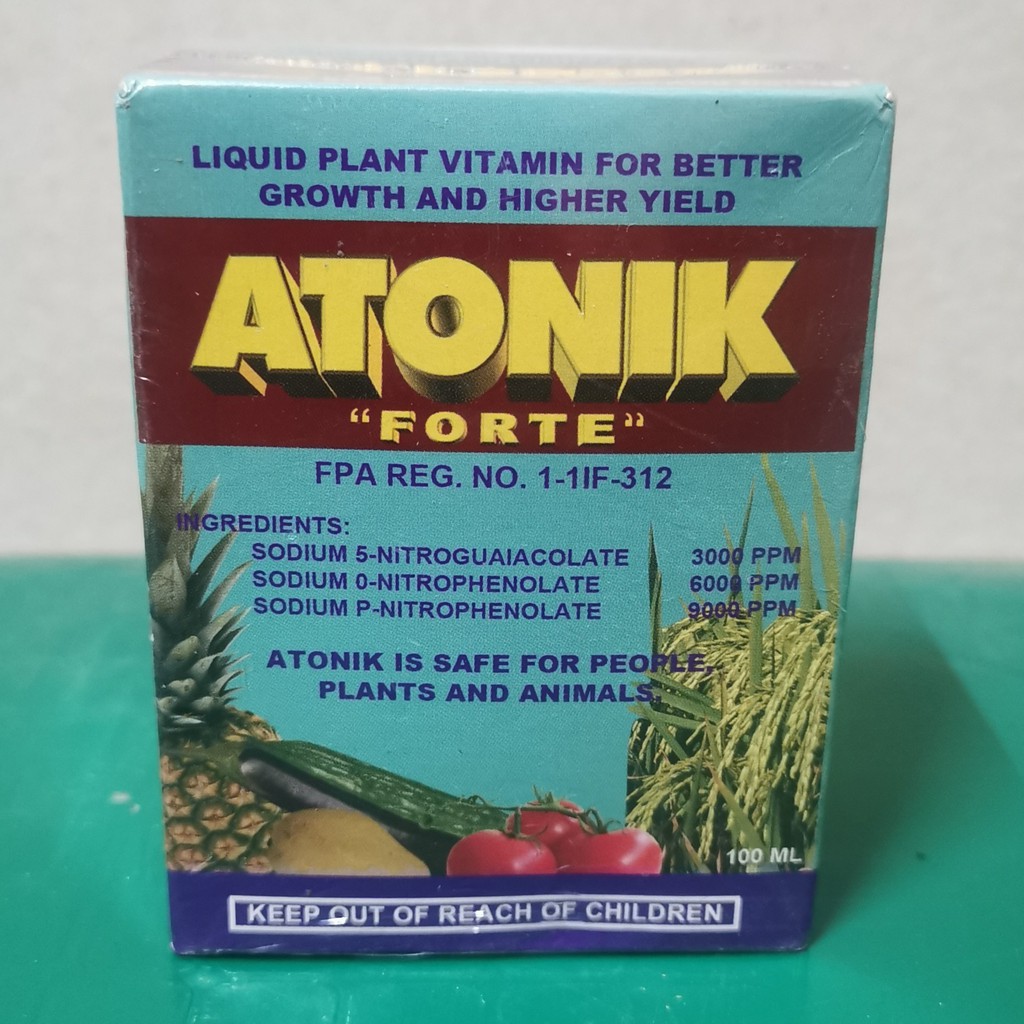 LIQUID PLANT VITAMIN FOR BETTER
GROWTH AND HIGHER YIELD
ATONIK
"FORTE"
FPA REG. NO. 1-1IF-312
INGREDIENTS:
SODIUM 5-NITROGUAIACOLATE 3000 PPM
SODIUM 0-NITROPHENOLATE 6000 PPM
SODIUM P-NITROPHENOLATE 9000 PPM
ATONIK IS SAFE FOR PEOPLE,
PLANTS AND ANIMALS.
100 ML
KEEP OUT OF REACH OF CHILDREN